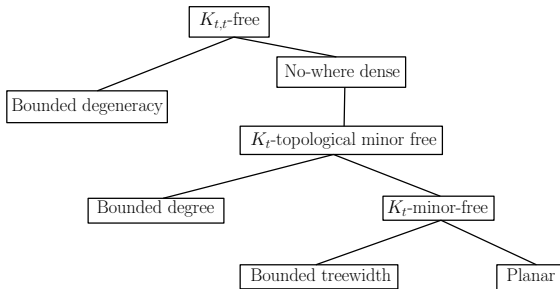 K_{t,t}-free
No-where dense
Bounded degeneracy
K_t-topological minor free
Bounded degree
K_t-minor-free
Bounded treewidth
Planar